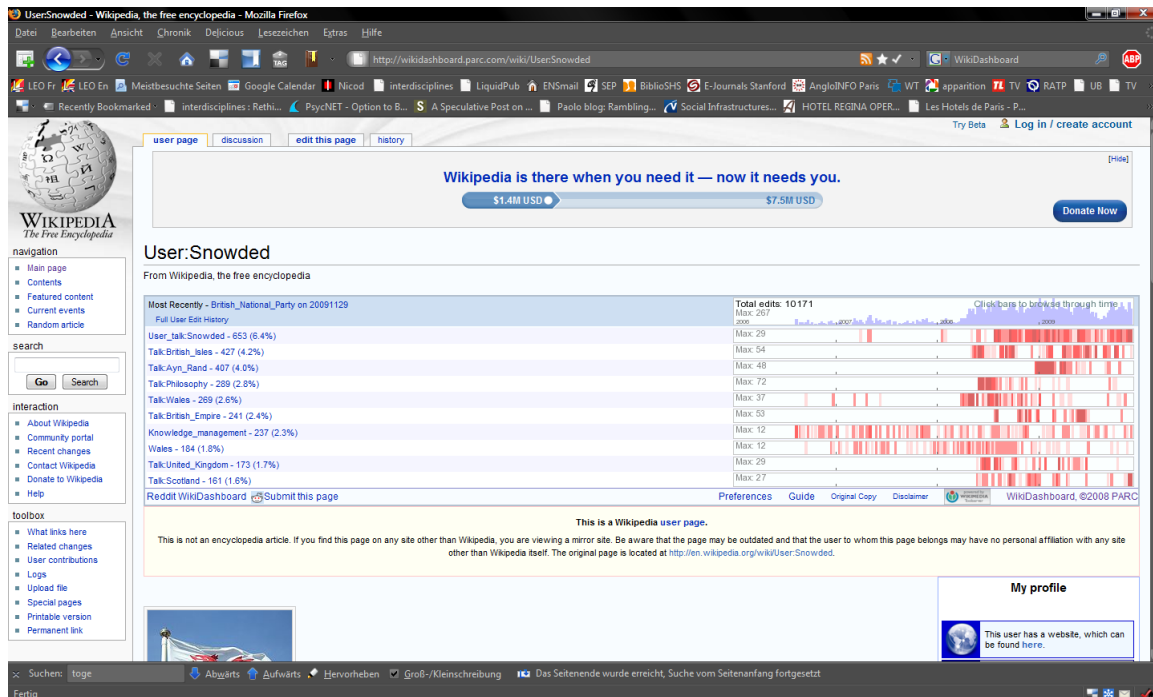 User:Snowded - Wikipedia, the free encyclopedia - Mozilla Firefox
Datei Bearbeiten Ansicht Chronik Delicious Lesezeichen Extras Hilfe
TAG http://wikidashboard.parc.com/wiki/User:Snowded WikiDashboard ABP
LEO Fr LEO En Meistbesuchte Seiten Google Calendar Nicod interdisciplines LiquidPub ENSmail SEP BiblioSHS E-Journals Stanford AngloINFO Paris WT apparition TL TV RATP UB TV
Recently Bookmarked interdisciplines : Rethi... PsycNET - Option to B... S A Speculative Post on ... Paolo blog: Rambling... Social Infrastructures... HOTEL REGINA OPER... Les Hotels de Paris - P...
Try Beta Log in / create account
user page discussion edit this page history
[Hide]
Wikipedia is there when you need it — now it needs you.
$1.4M USD $7.5M USD
Donate Now
WIKIPEDIA
The Free Encyclopedia
navigation
Main page
Contents
Featured content
Current events
Random article
search
Go Search
interaction
About Wikipedia
Community portal
Recent changes
Contact Wikipedia
Donate to Wikipedia
Help
toolbox
What links here
Related changes
User contributions
Logs
Upload file
Special pages
Printable version
Permanent link
User:Snowded
From Wikipedia, the free encyclopedia
Most Recently - British_National_Party on 20091129
Full User Edit History
Total edits: 10171 Click bars to browse through time
Max: 267
2006 2007 2008 2009
User_talk:Snowded - 653 (6.4%) Max: 29
Talk:British_Isles - 427 (4.2%) Max: 54
Talk:Ayn_Rand - 407 (4.0%) Max: 48
Talk:Philosophy - 289 (2.8%) Max: 72
Talk:Wales - 269 (2.6%) Max: 37
Talk:British_Empire - 241 (2.4%) Max: 53
Knowledge_management - 237 (2.3%) Max: 12
Wales - 184 (1.8%) Max: 12
Talk:United_Kingdom - 173 (1.7%) Max: 29
Talk:Scotland - 161 (1.6%) Max: 27
Reddit WikiDashboard Submit this page Preferences Guide Original Copy Disclaimer WikiDashboard, ©2008 PARC
This is a Wikipedia user page.
This is not an encyclopedia article. If you find this page on any site other than Wikipedia, you are viewing a mirror site. Be aware that the page may be outdated and that the user to whom this page belongs may have no personal affiliation with any site
other than Wikipedia itself. The original page is located at http://en.wikipedia.org/wiki/User:Snowded.
My profile
This user has a website, which can
be found here.
Suchen: toge Abwärts Aufwärts Hervorheben Groß-/Kleinschreibung Das Seitenende wurde erreicht, Suche vom Seitenanfang fortgesetzt
Fertig